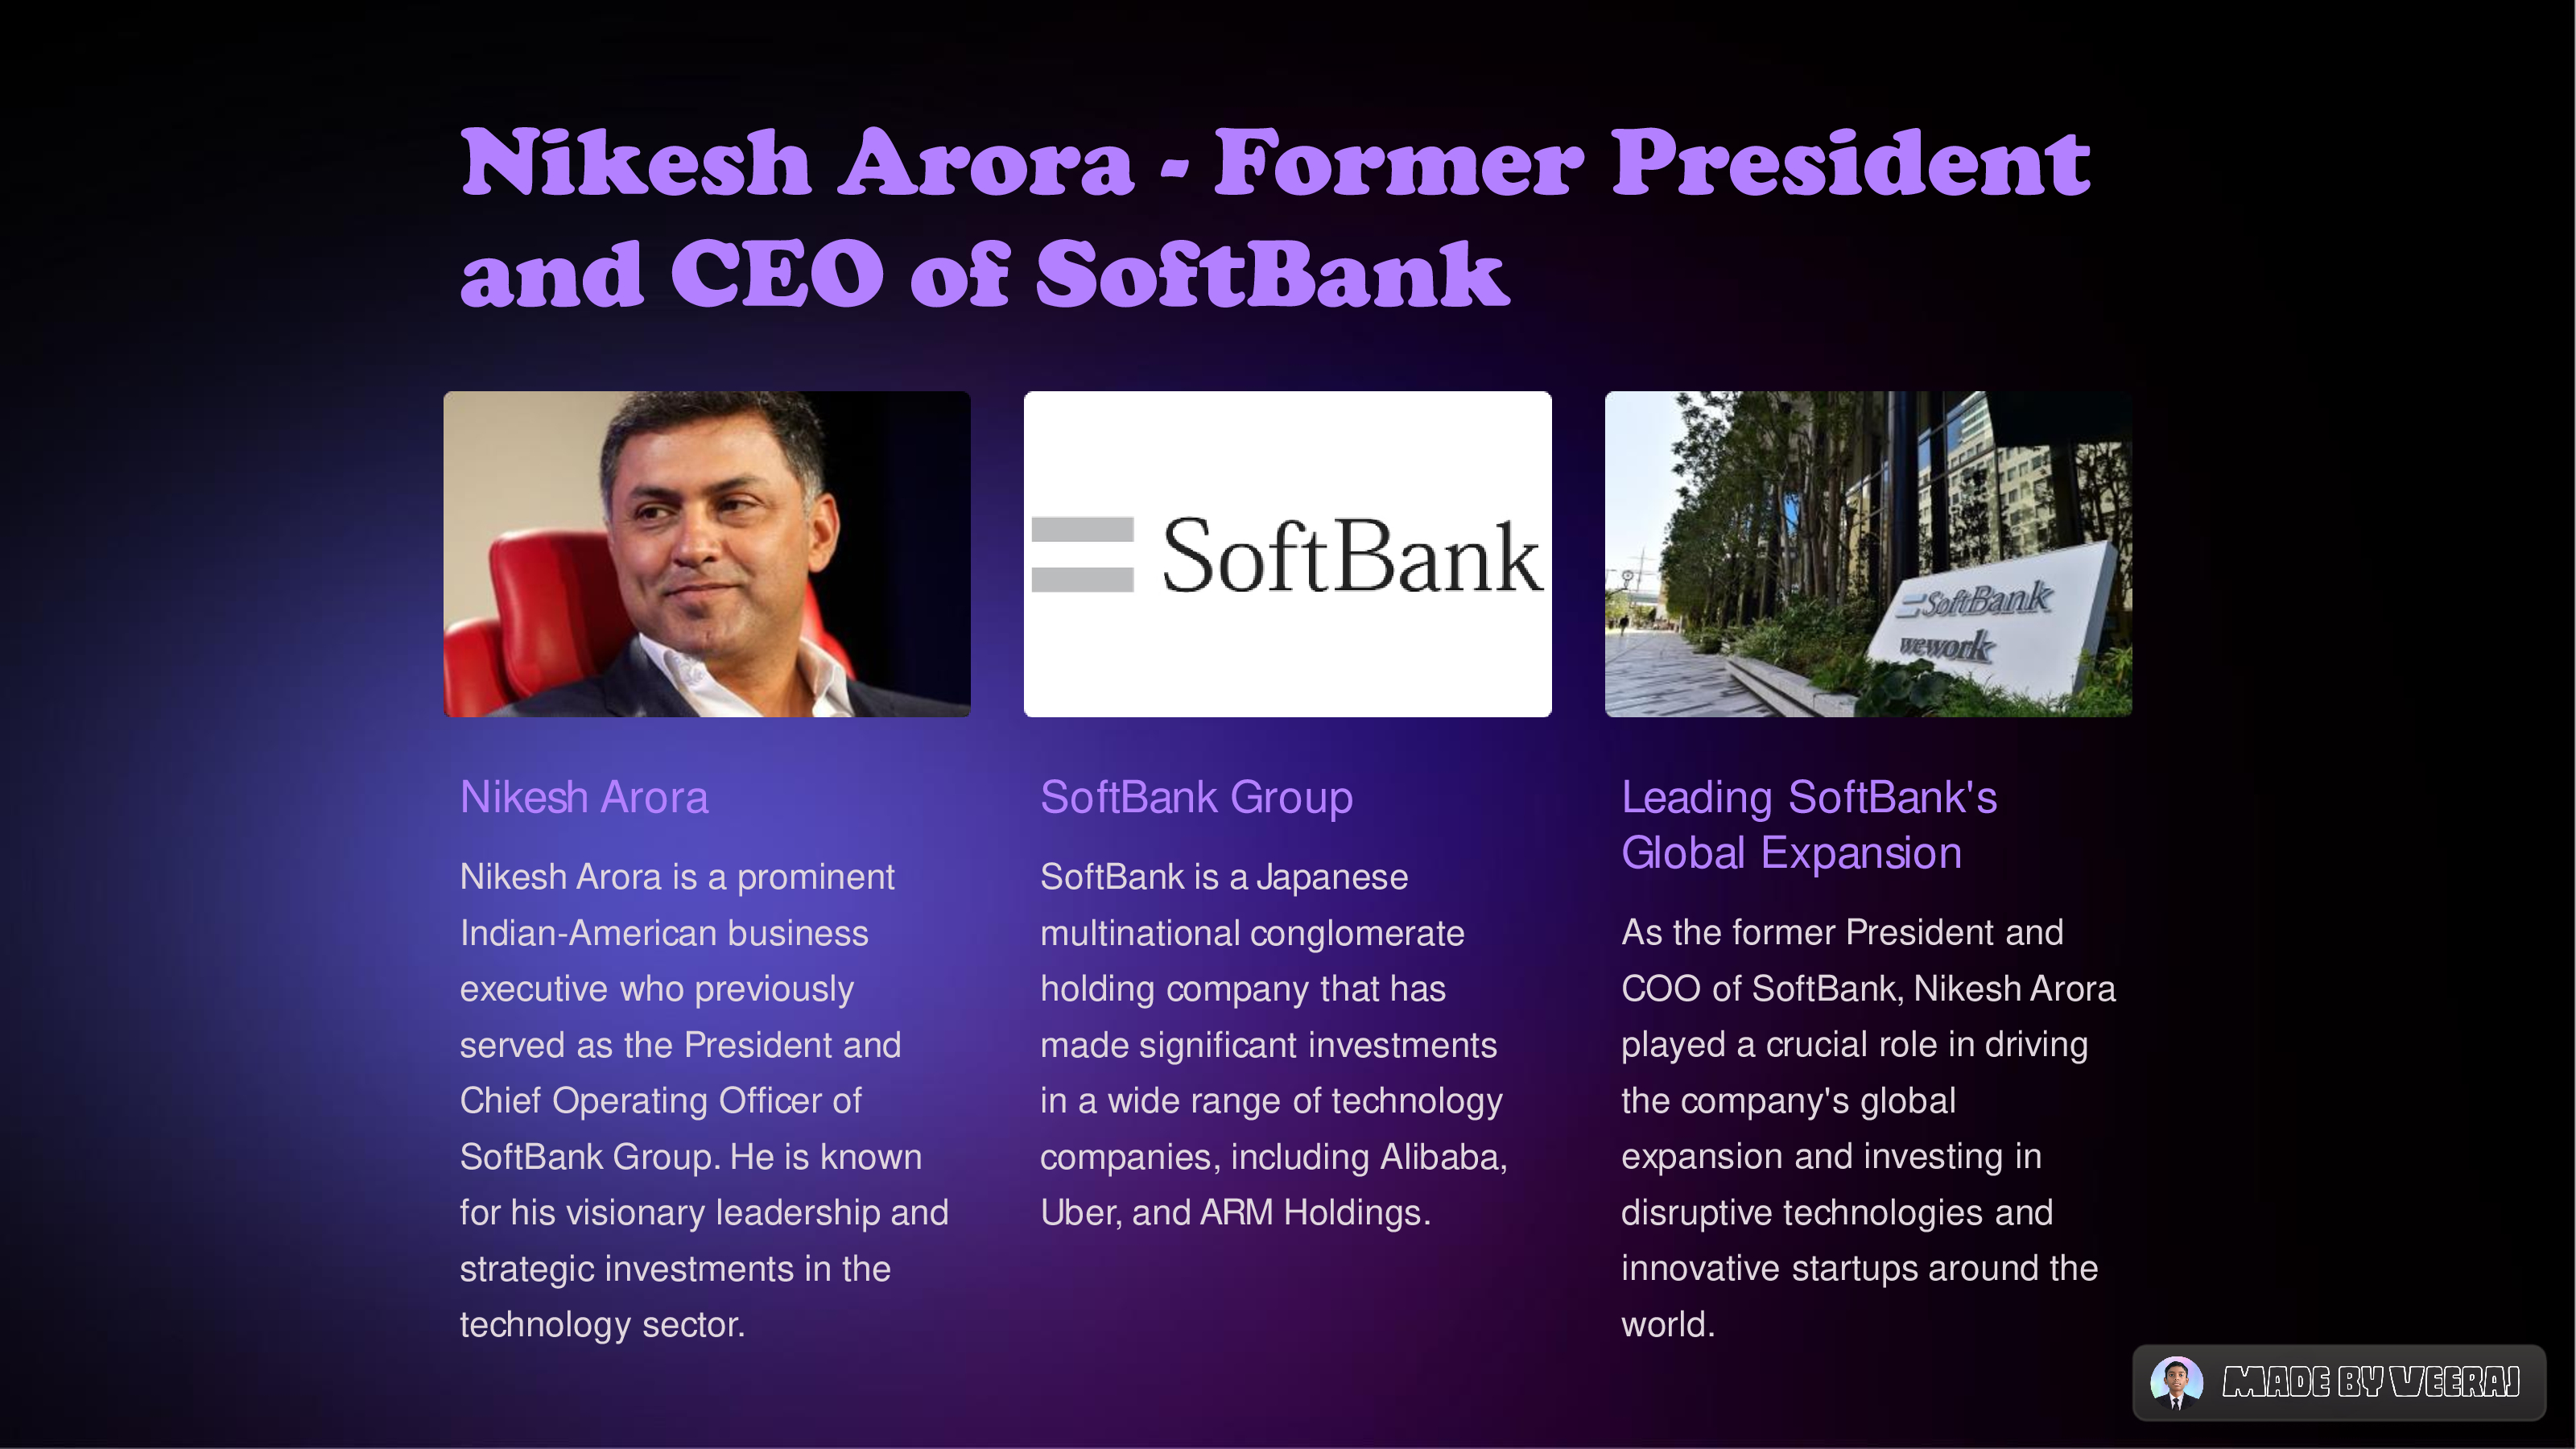 Nikesh Arora - Former President
and CEO of SoftBank
SoftBank
SoftBank
wework
Nikesh Arora
Nikesh Arora is a prominent
Indian-American business
executive who previously
served as the President and
Chief Operating Officer of
SoftBank Group. He is known
for his visionary leadership and
strategic investments in the
technology sector.
SoftBank Group
SoftBank is a Japanese
multinational conglomerate
holding company that has
made significant investments
in a wide range of technology
companies, including Alibaba,
Uber, and ARM Holdings.
Leading SoftBank's
Global Expansion
As the former President and
COO of SoftBank, Nikesh Arora
played a crucial role in driving
the company's global
expansion and investing in
disruptive technologies and
innovative startups around the
world.
MADE BY VEERAJ